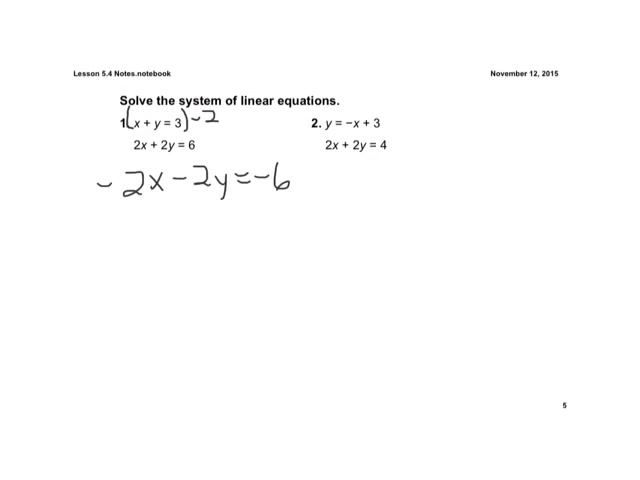 Lesson 5.4 Notes.notebook November 12, 2015
Solve the system of linear equations.
1. (x + y = 3) -2 2. y = −x + 3
2x + 2y = 6 2x + 2y = 4
-2x - 2y = -6
5